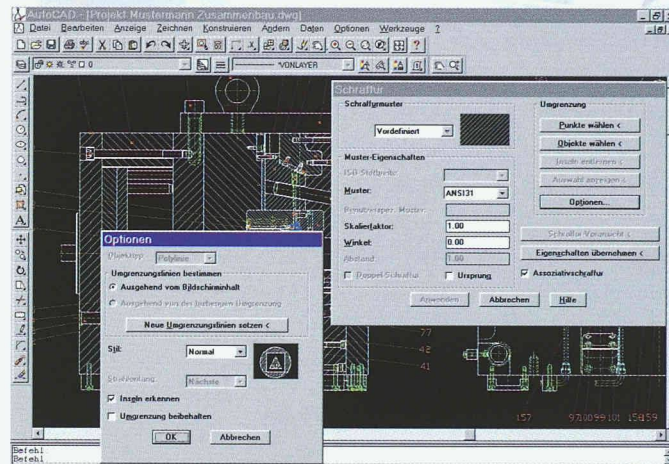 AutoCAD - [Projekt Mustermann Zusammenbau.dwg]
Datei Bearbeiten Anzeige Zeichnen Konstruieren Ändern Daten Optionen Werkzeuge ?
0 VONLAYER
Schraffur
Schraffurmuster
Vordefiniert
Muster-Eigenschaften
ISO-Stiftbreite:
Muster: ANSI31
Benutzerspez. Muster:
Skalierfaktor: 1.00
Winkel: 0.00
Abstand: 1.00
Doppel-Schraffur Ursprung
Umgrenzung
Punkte wählen <
Objekte wählen <
Inseln entfernen <
Auswahl anzeigen <
Optionen...
Schraffur-Voransicht <
Eigenschaften übernehmen <
Assoziativschraffur
Anwenden Abbrechen Hilfe
Optionen
Objekttyp: Polylinie
Umgrenzungslinien bestimmen
Ausgehend vom Bildschirminhalt
Ausgehend von der bisherigen Umgrenzung
Neue Umgrenzungslinien setzen <
Stil: Normal
Nächste
Inseln erkennen
Umgrenzung beibehalten
OK Abbrechen
77
42
41
157
Befehl
Befehl